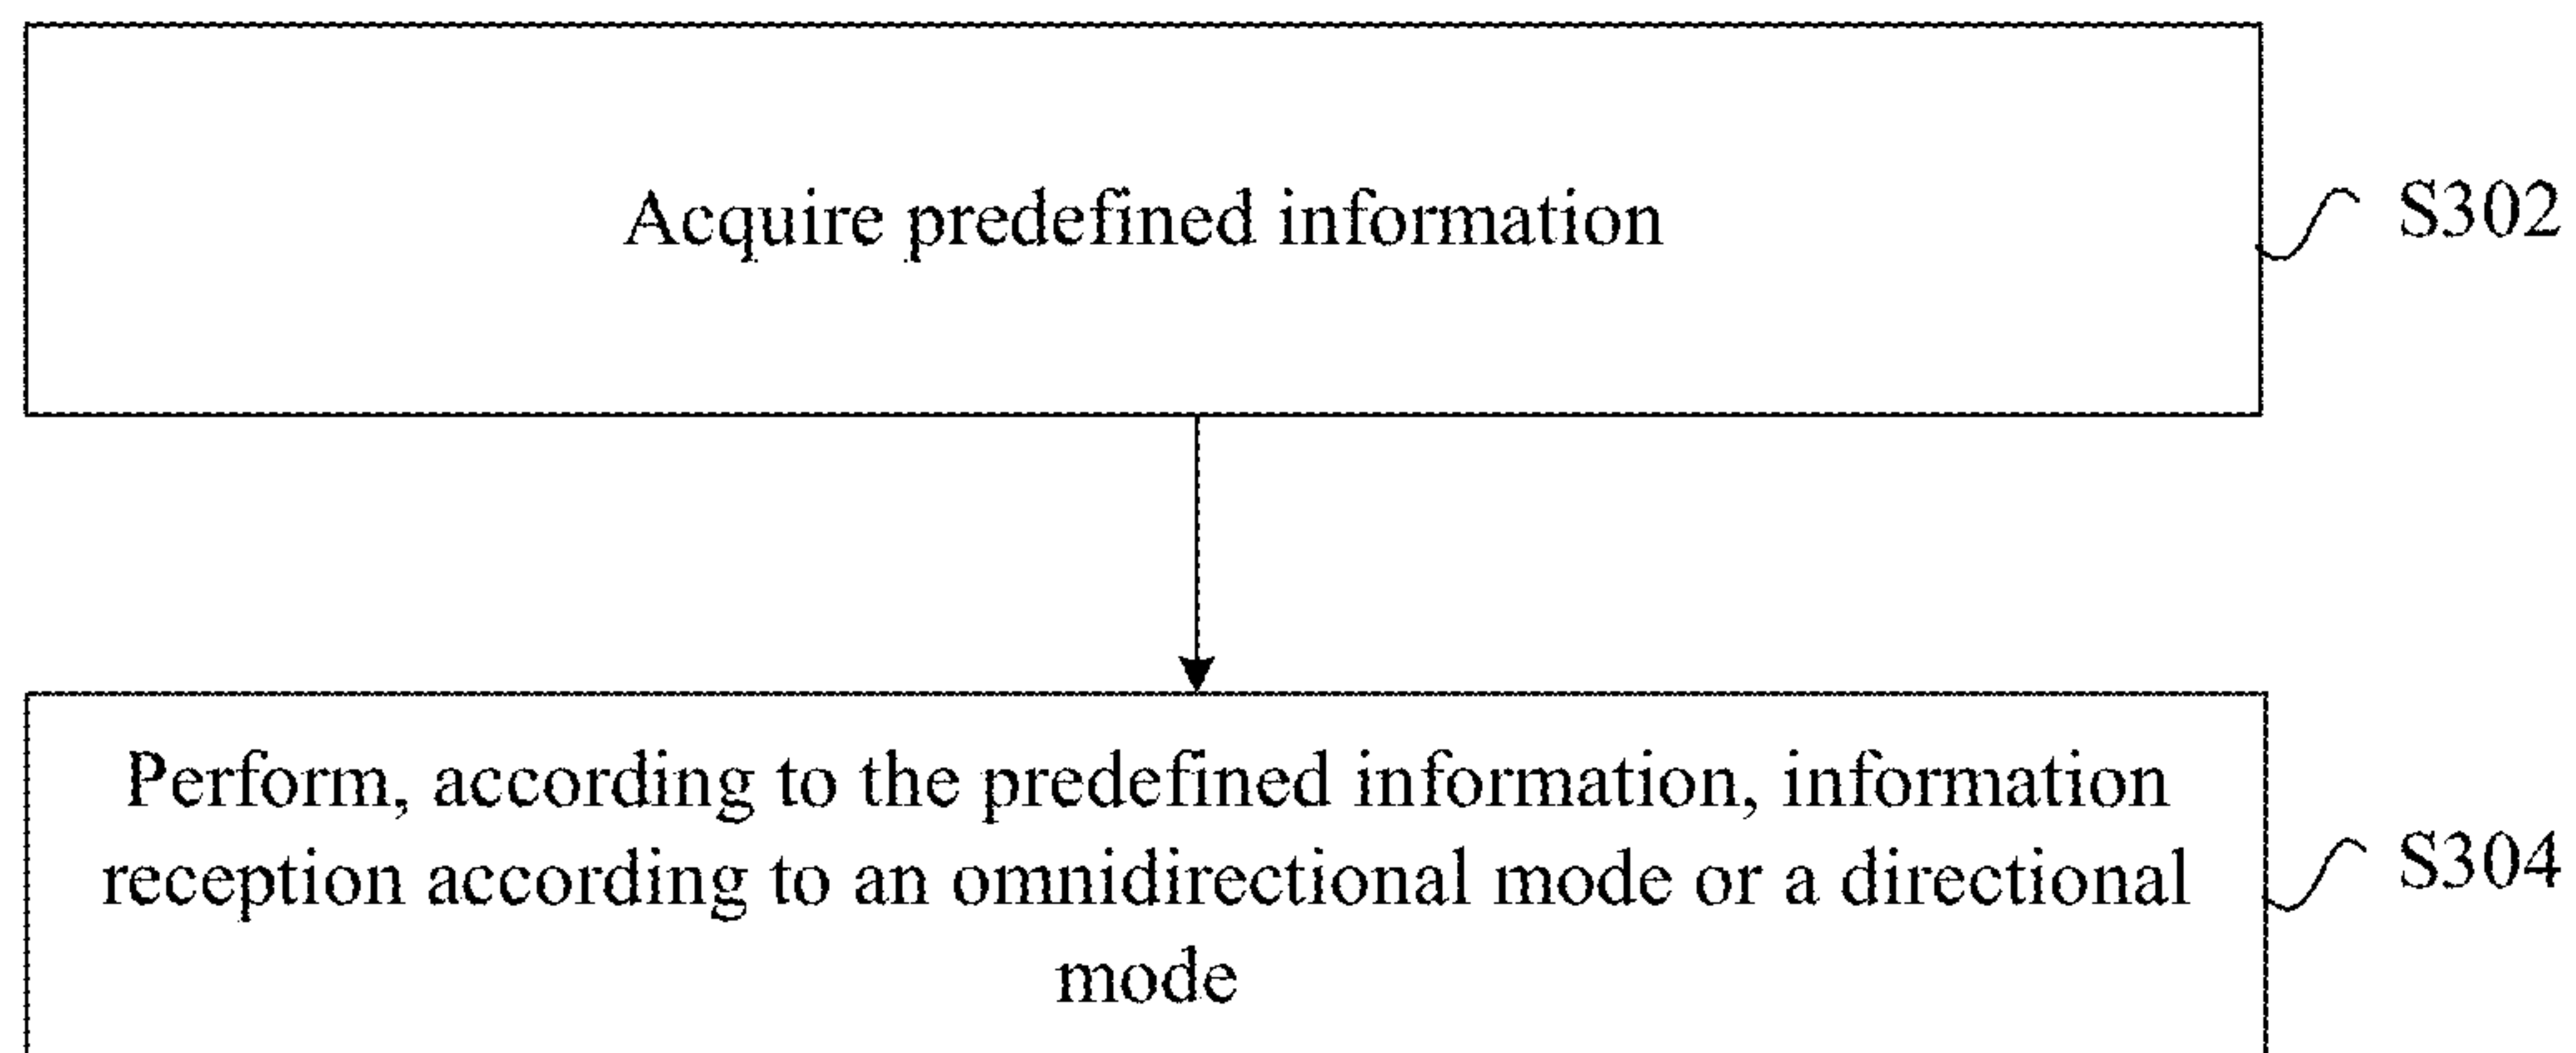 Acquire predefined information
S302
Perform, according to the predefined information, information
reception according to an omnidirectional mode or a directional
mode
S304